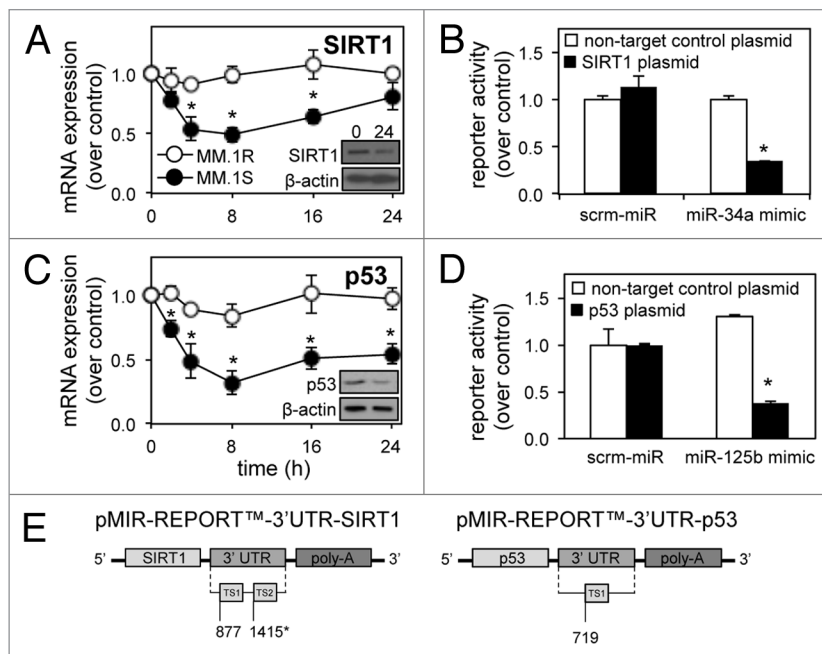 A
SIRT1
mRNA expression
(over control)
1.0
0.5
0.0
*
*
*
MM.1R
MM.1S
0 24
SIRT1
β-actin
0 8 16 24
B
non-target control plasmid
SIRT1 plasmid
reporter activity
(over control)
1.5
1.0
0.5
0.0
*
scrm-miR miR-34a mimic
C
p53
mRNA expression
(over control)
1.0
0.5
0.0
*
*
*
*
*
p53
β-actin
0 8 16 24
time (h)
D
non-target control plasmid
p53 plasmid
reporter activity
(over control)
1.5
1.0
0.5
0.0
*
scrm-miR miR-125b mimic
E
pMIR-REPORT™-3’UTR-SIRT1
5’ SIRT1 3’ UTR poly-A 3’
TS1 TS2
877 1415*
pMIR-REPORT™-3’UTR-p53
5’ p53 3’ UTR poly-A 3’
TS1
719